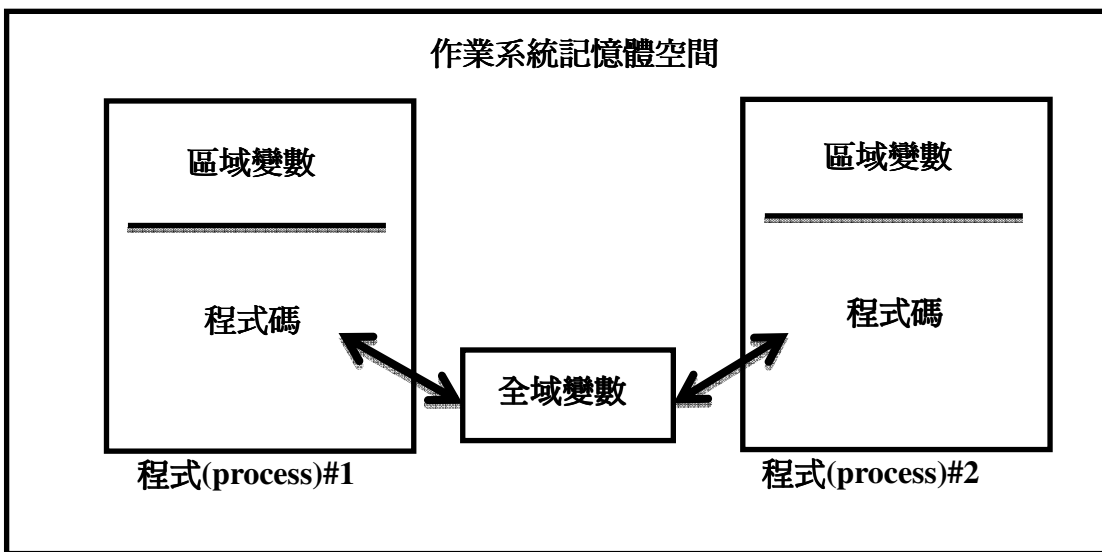 作業系統記憶體空間
區域變數
區域變數
程式碼
程式碼
全域變數
程式(process)#1
程式(process)#2